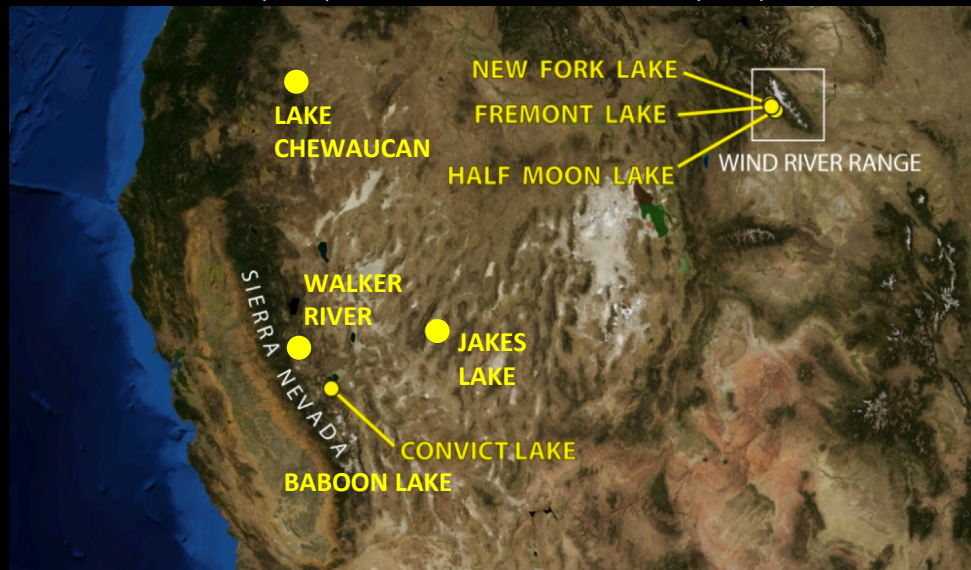 NEW FORK LAKE
FREMONT LAKE
HALF MOON LAKE
WIND RIVER RANGE
LAKE
CHEWAUCAN
WALKER
RIVER
JAKES
LAKE
SIERRA NEVADA
CONVICT LAKE
BABOON LAKE